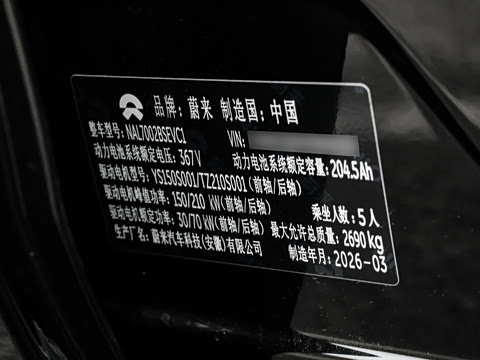 品牌：蔚来 制造国：中国
整车型号：NAL7002BSEVC1 VIN:
动力电池系统额定电压：367V 动力电池系统额定容量：204.5Ah
驱动电机型号：YS150S001/TZ210S001（前轴/后轴）
驱动电机峰值功率：150/210 kW（前轴/后轴） 乘坐人数：5人
驱动电机额定功率：30/70 kW（前轴/后轴） 最大允许总质量：2690kg
生产厂名：蔚来汽车科技（安徽）有限公司 制造年月：2026-03